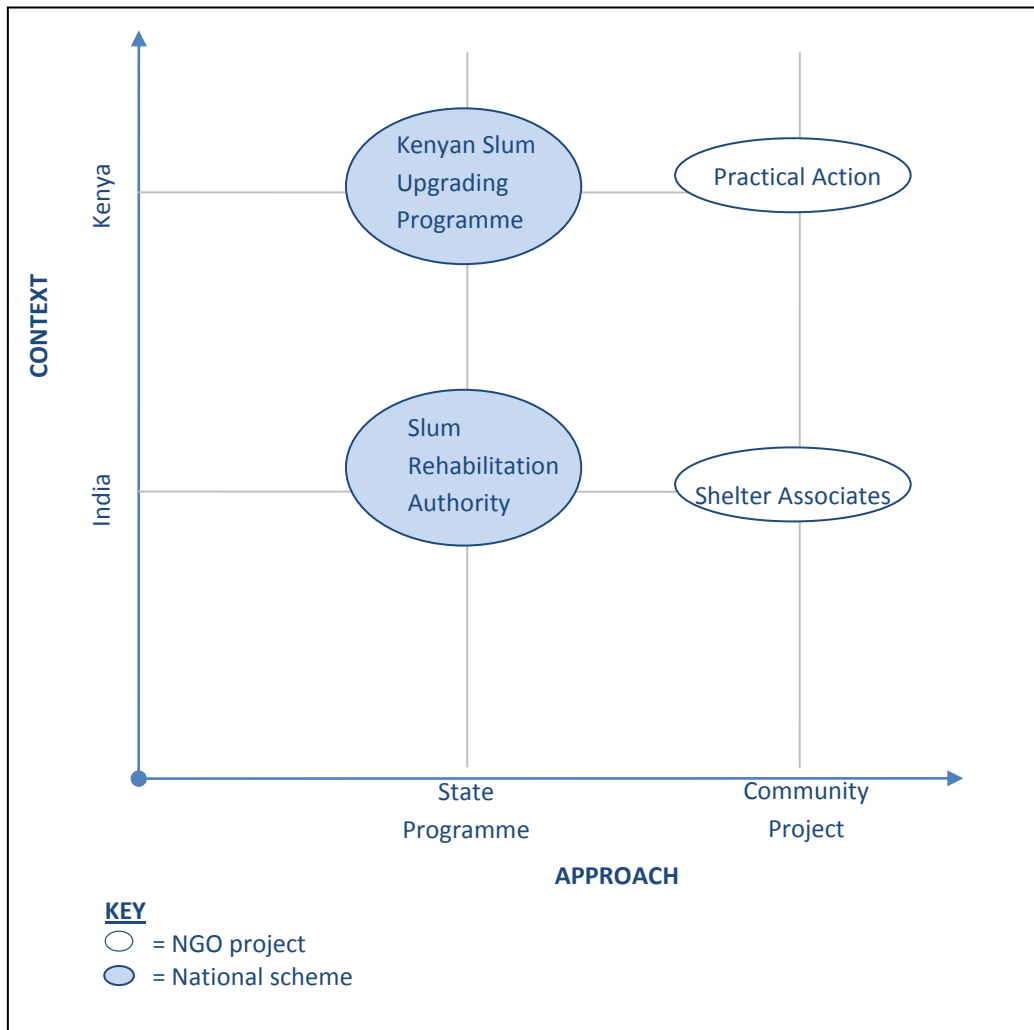 Kenyan Slum
Upgrading
Programme
Practical Action
Kenya
CONTEXT
Slum
Rehabilitation
Authority
Shelter Associates
India
State
Programme
Community
Project
APPROACH
KEY
= NGO project
= National scheme